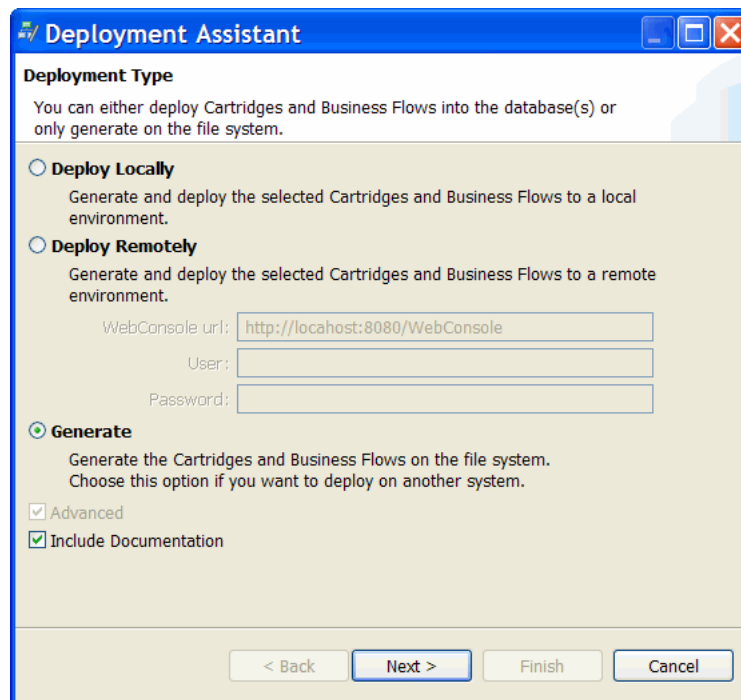 Deployment Assistant
Deployment Type
You can either deploy Cartridges and Business Flows into the database(s) or
only generate on the file system.
Deploy Locally
Generate and deploy the selected Cartridges and Business Flows to a local
environment.
Deploy Remotely
Generate and deploy the selected Cartridges and Business Flows to a remote
environment.
WebConsole url: http://locahost:8080/WebConsole
User:
Password:
Generate
Generate the Cartridges and Business Flows on the file system.
Choose this option if you want to deploy on another system.
Advanced
Include Documentation
< Back Next > Finish Cancel